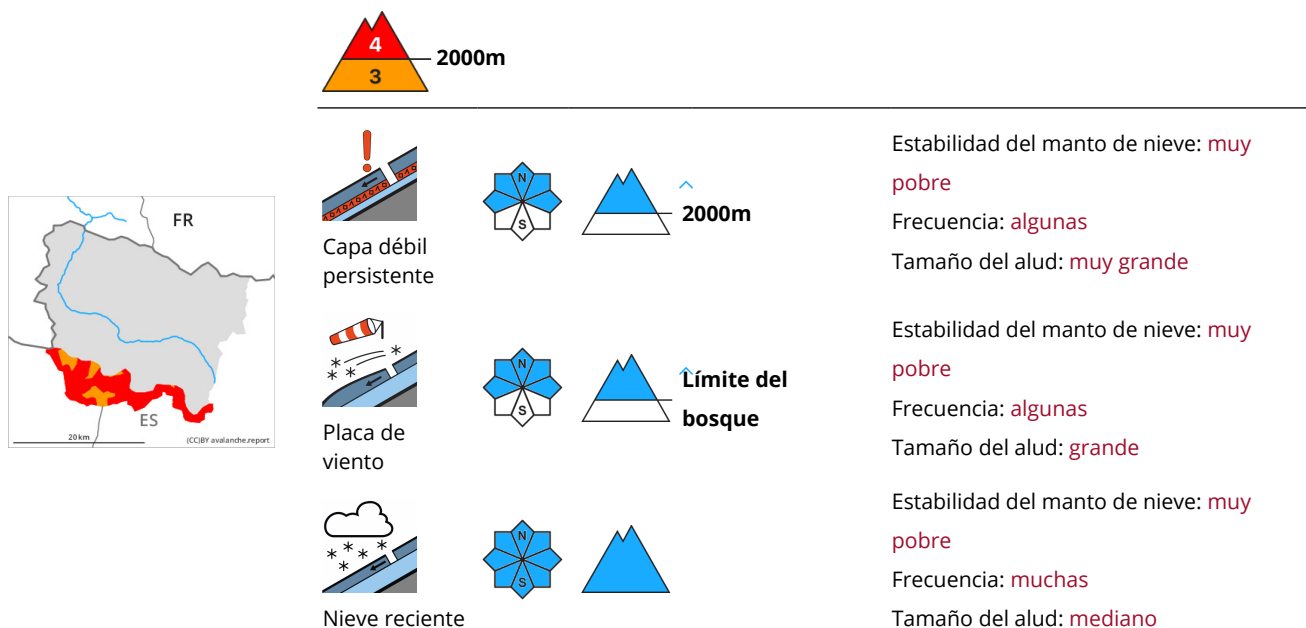 4
3
2000m
FR
ES
20 km
(CC)BY avalanche.report
N
S
Capa débil
persistente
2000m
Estabilidad del manto de nieve: muy
pobre
Frecuencia: algunas
Tamaño del alud: muy grande
N
S
Placa de
viento
Límite del
bosque
Estabilidad del manto de nieve: muy
pobre
Frecuencia: algunas
Tamaño del alud: grande
N
S
Nieve reciente
Estabilidad del manto de nieve: muy
pobre
Frecuencia: muchas
Tamaño del alud: mediano